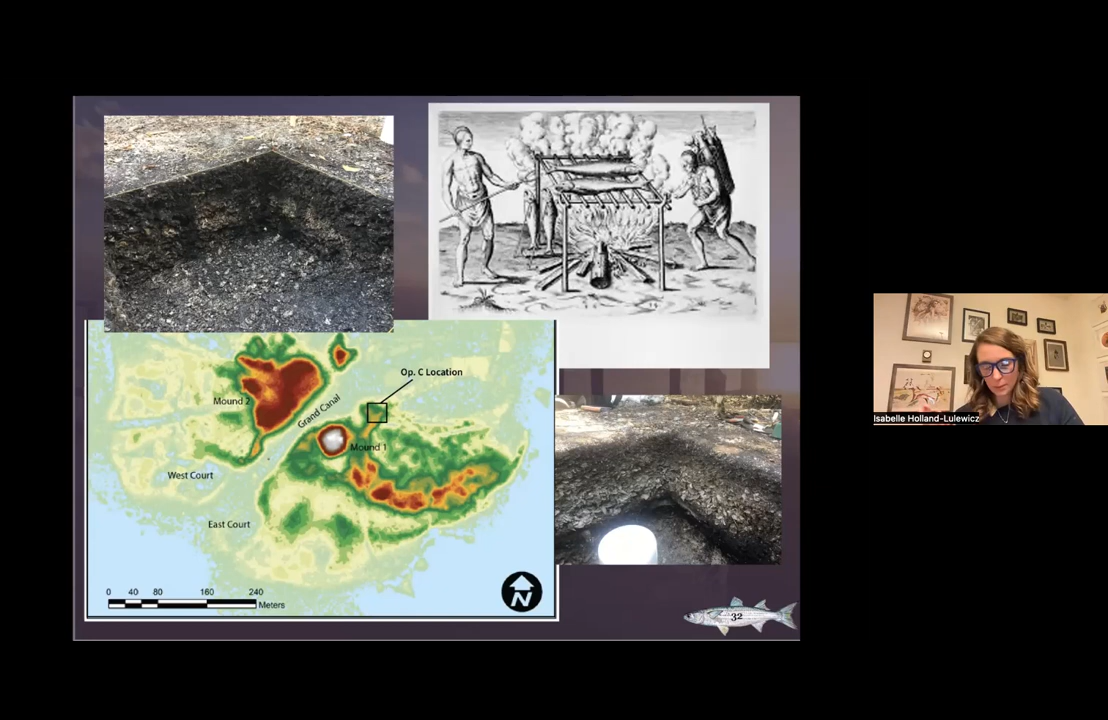 Op. C Location
Mound 2
Grand Canal
Mound 1
West Court
East Court
0 40 80 160 240
Meters
N
32
Isabelle Holland-Lulewicz